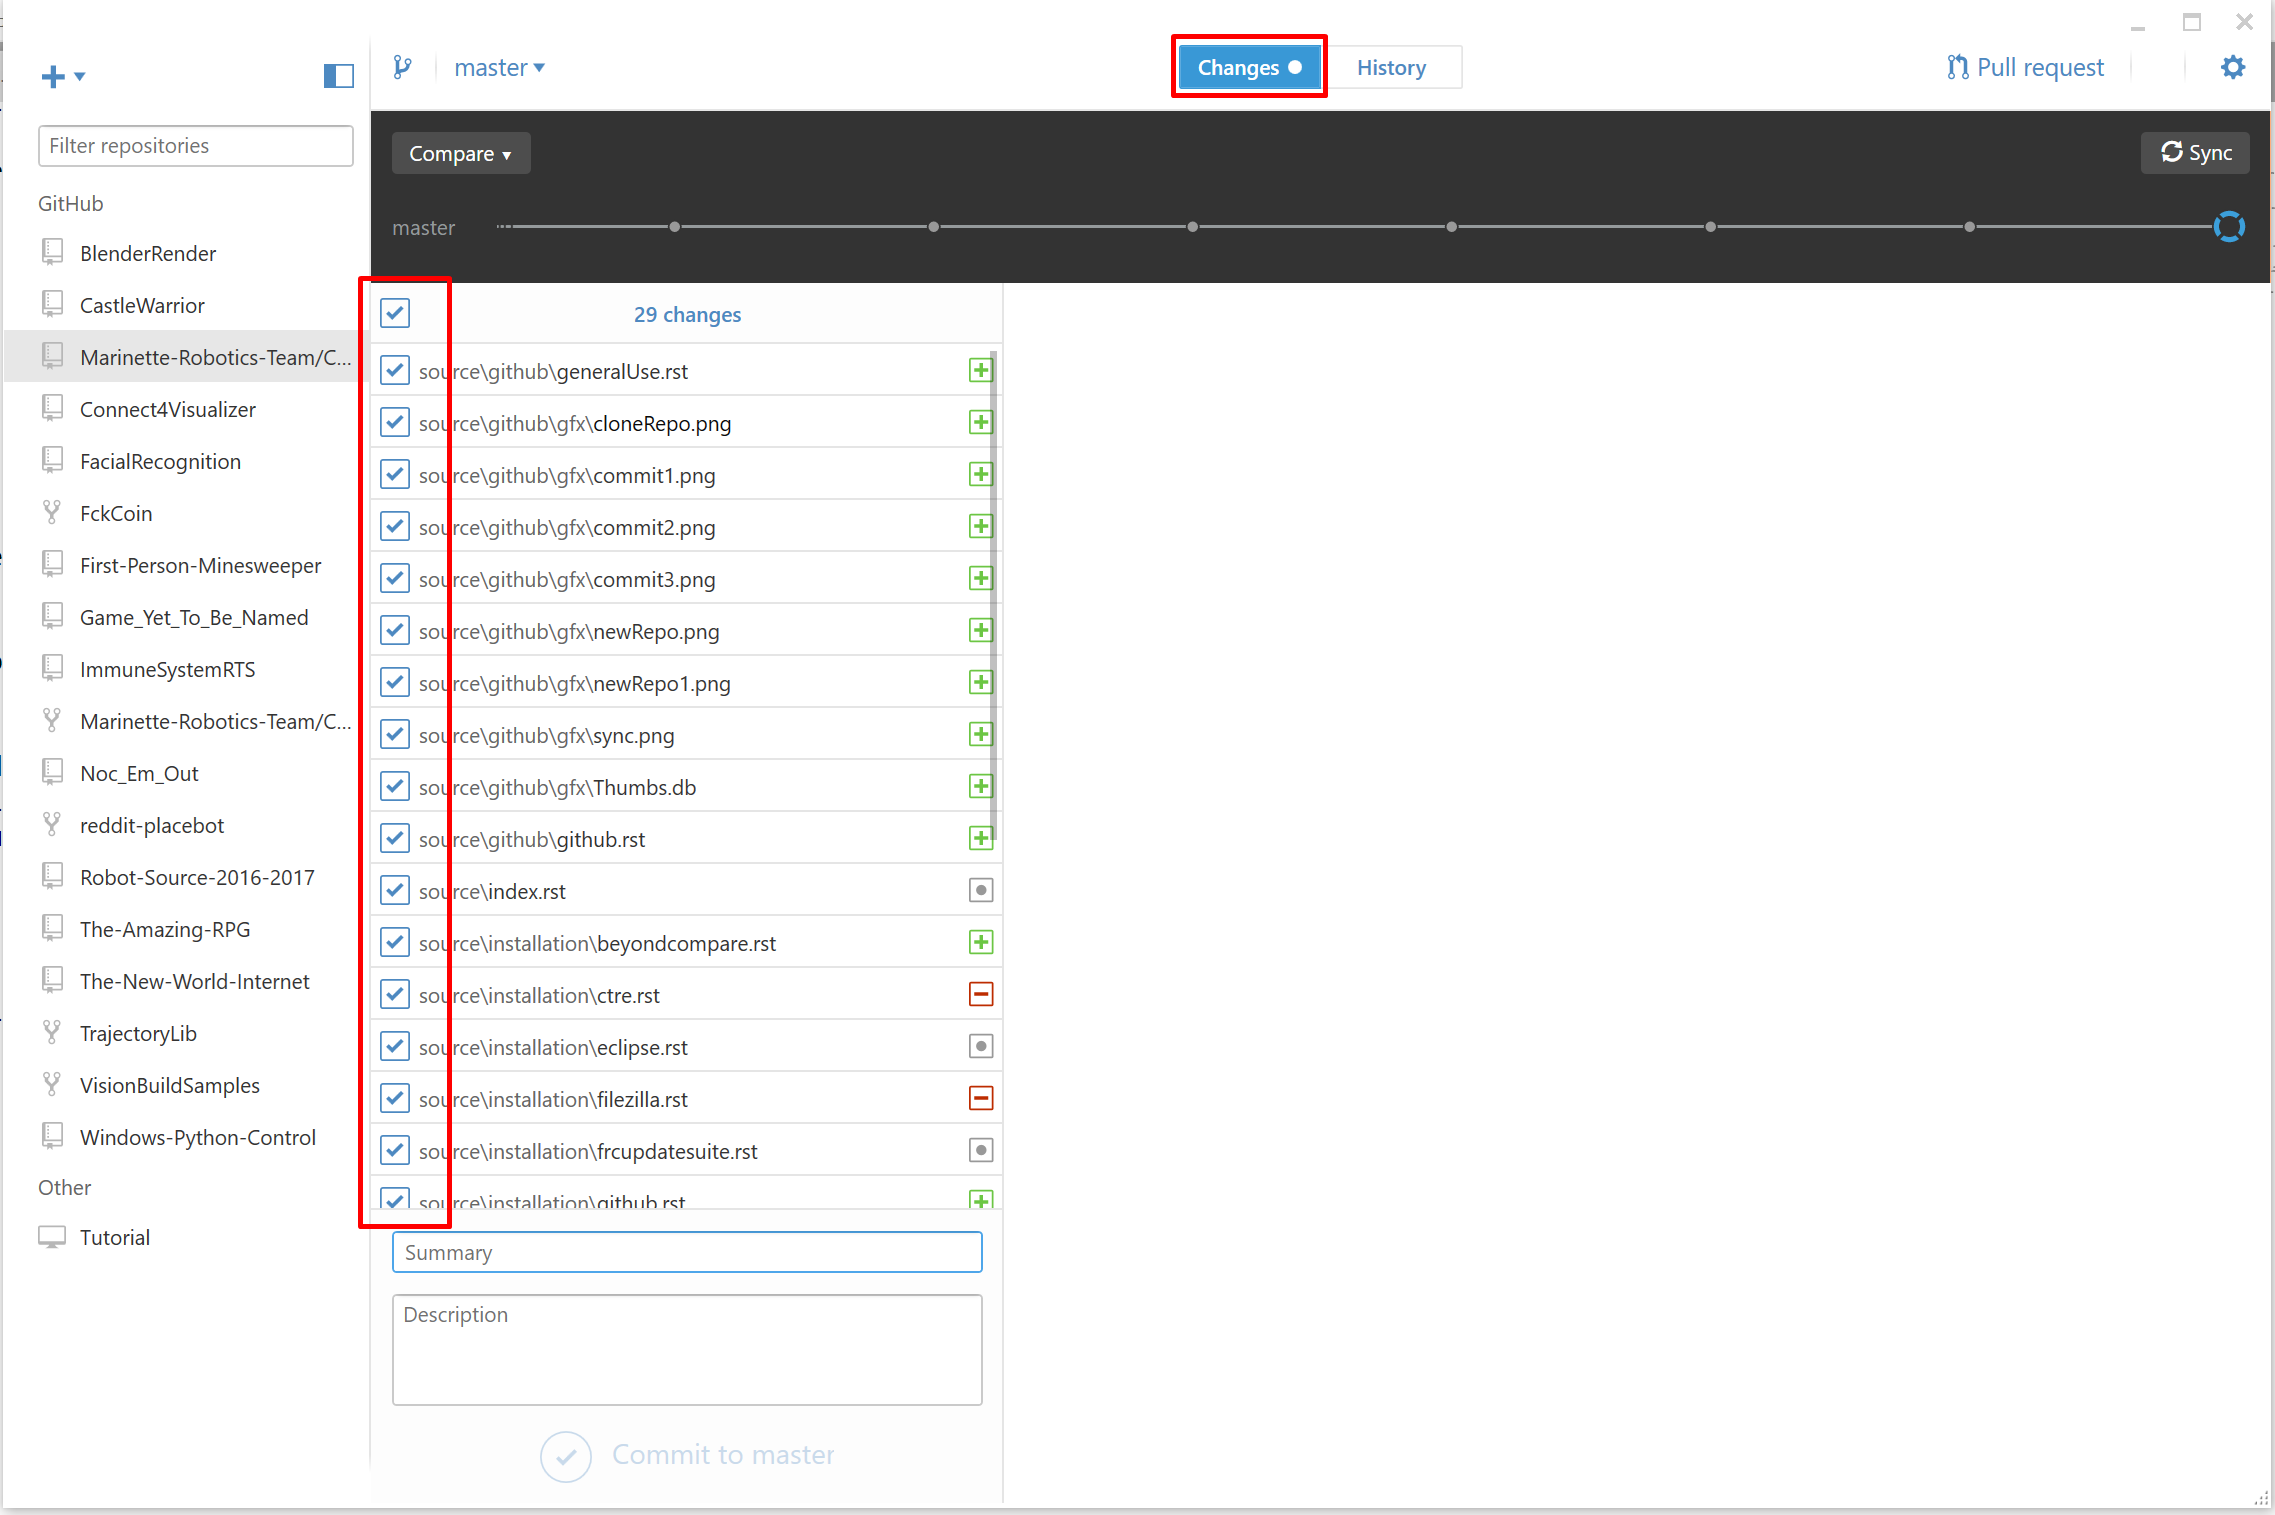 master
Changes
History
Pull request
Filter repositories
Compare
Sync
master
GitHub
BlenderRender
CastleWarrior
Marinette-Robotics-Team/C...
Connect4Visualizer
FacialRecognition
FckCoin
First-Person-Minesweeper
Game_Yet_To_Be_Named
ImmuneSystemRTS
Marinette-Robotics-Team/C...
Noc_Em_Out
reddit-placebot
Robot-Source-2016-2017
The-Amazing-RPG
The-New-World-Internet
TrajectoryLib
VisionBuildSamples
Windows-Python-Control
Other
Tutorial
29 changes
source\github\generalUse.rst
source\github\gfx\cloneRepo.png
source\github\gfx\commit1.png
source\github\gfx\commit2.png
source\github\gfx\commit3.png
source\github\gfx\newRepo.png
source\github\gfx\newRepo1.png
source\github\gfx\sync.png
source\github\gfx\Thumbs.db
source\github\github.rst
source\index.rst
source\installation\beyondcompare.rst
source\installation\ctre.rst
source\installation\eclipse.rst
source\installation\filezilla.rst
source\installation\frcupdatesuite.rst
source\installation\github.rst
Summary
Description
Commit to master